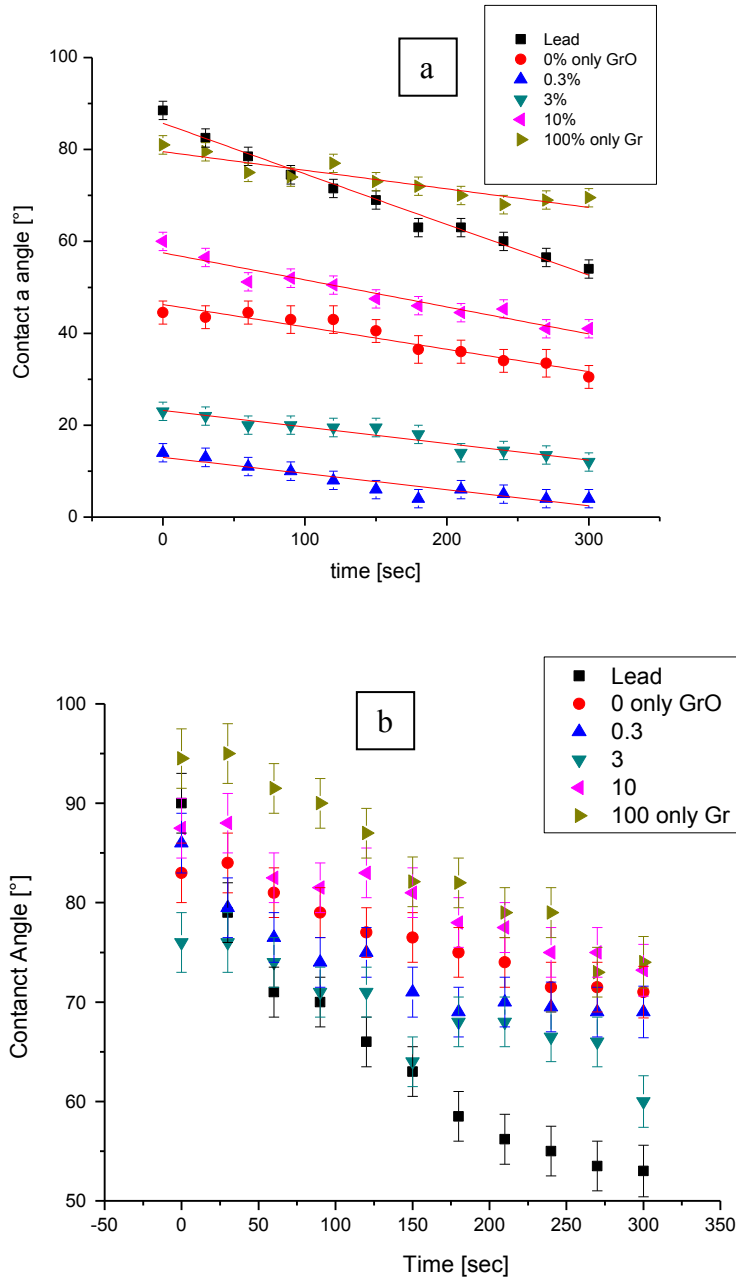 a
Lead
0% only GrO
0.3%
3%
10%
100% only Gr
100
80
60
40
20
0
Contact a angle [°]
0 100 200 300
time [sec]
b
Lead
0 only GrO
0.3
3
10
100 only Gr
100
90
80
70
60
50
Contanct Angle [°]
-50 0 50 100 150 200 250 300 350
Time [sec]